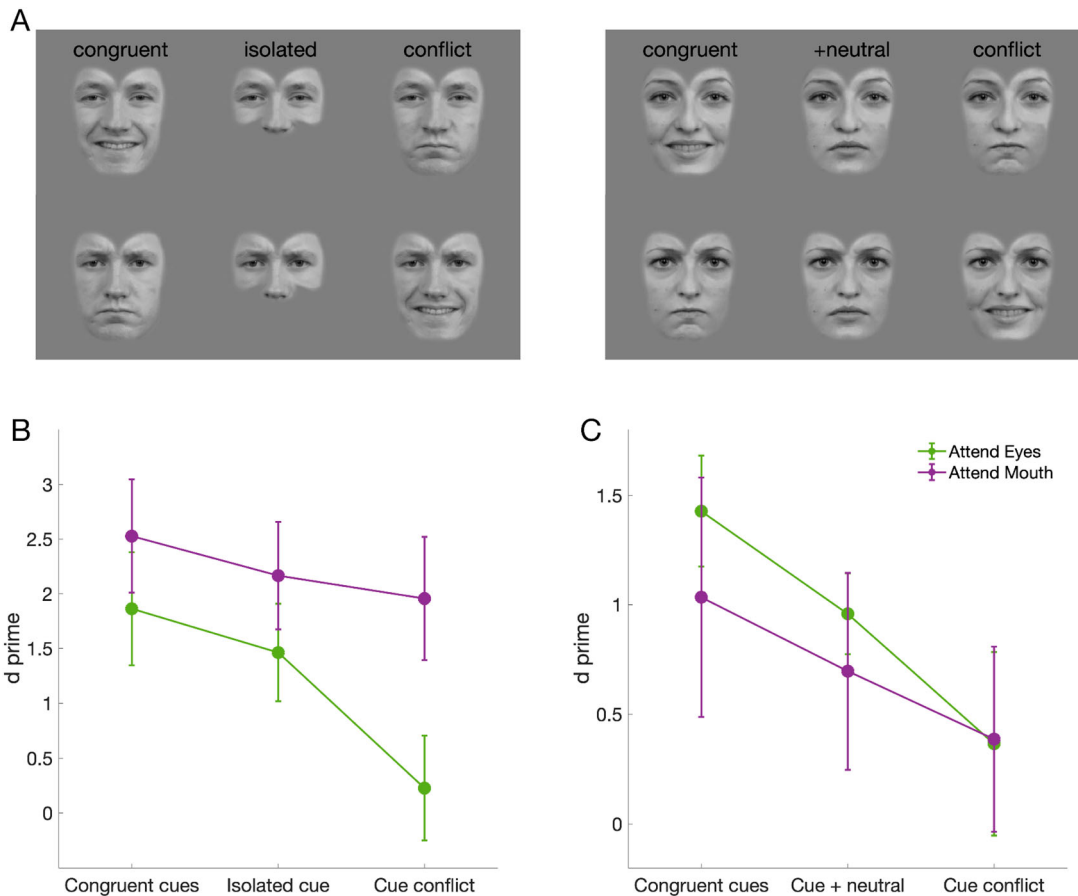 A
congruent isolated conflict
congruent +neutral conflict
B
3
2.5
2
1.5
1
0.5
0
d prime
Congruent cues Isolated cue Cue conflict
C
Attend Eyes
Attend Mouth
1.5
1
0.5
0
d prime
Congruent cues Cue + neutral Cue conflict